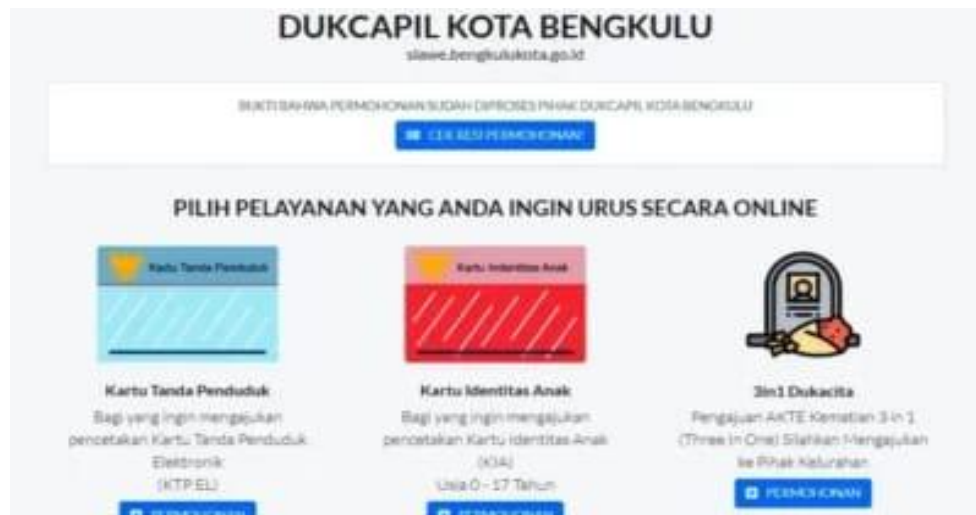 DUKCAPIL KOTA BENGKULU
slawe.bengkulukota.go.id
BUKTI BAHWA PERMOHONAN SUDAH DIPROSES PIHAK DUKCAPIL KOTA BENGKULU
CEK RESI PERMOHONAN!
PILIH PELAYANAN YANG ANDA INGIN URUS SECARA ONLINE
Kartu Tanda Penduduk
Kartu Indentitas Anak
Kartu Tanda Penduduk
Bagi yang ingin mengajukan
pencetakan Kartu Tanda Penduduk
Elektronik
(KTP EL)
PERMOHONAN
Kartu Identitas Anak
Bagi yang ingin mengajukan
pencetakan Kartu Identitas Anak
(KIA)
Usia 0 - 17 Tahun
PERMOHONAN
3in1 Dukacita
Pengajuan AKTE Kematian 3 in 1
(Three In One) Silahkan Mengajukan
ke Pihak Kelurahan
PERMOHONAN